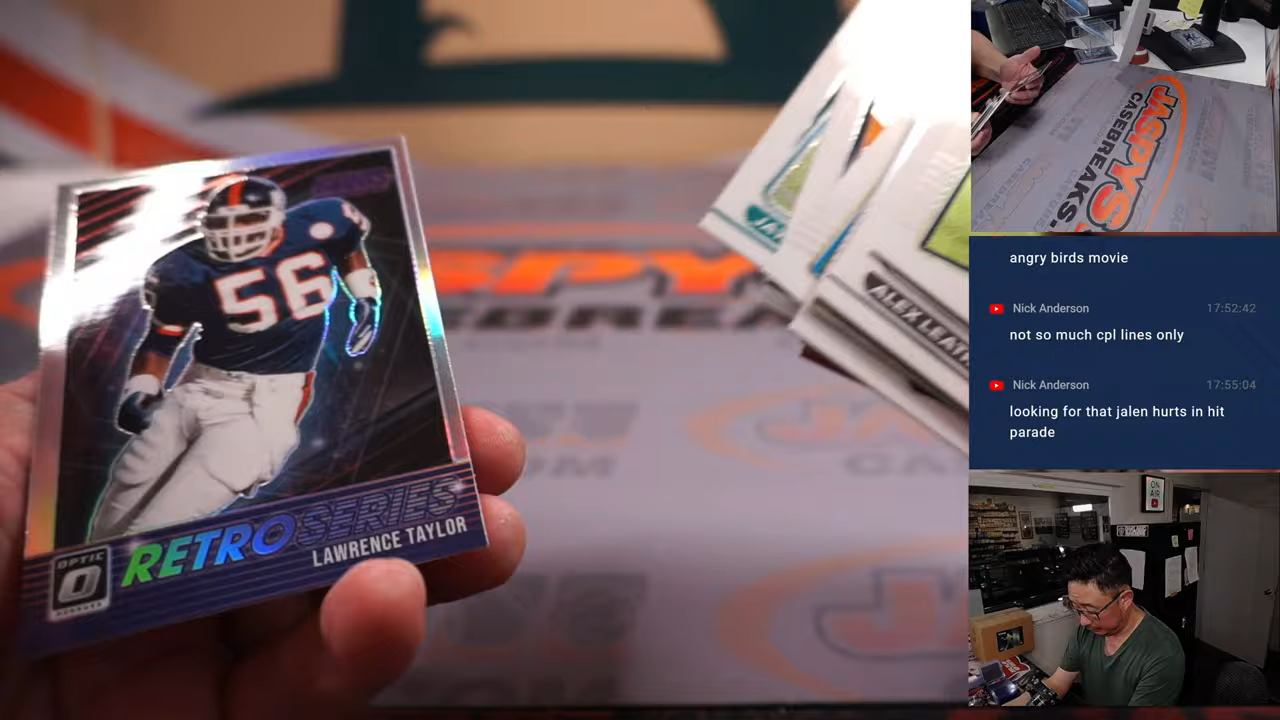 56
RETRO SERIES
LAWRENCE TAYLOR
OPTIC
ALEX LEAT
JASPYS
CASEBREAKS.
angry birds movie
Nick Anderson 17:52:42
not so much cpl lines only
Nick Anderson 17:55:04
looking for that jalen hurts in hit
parade
ON
AIR